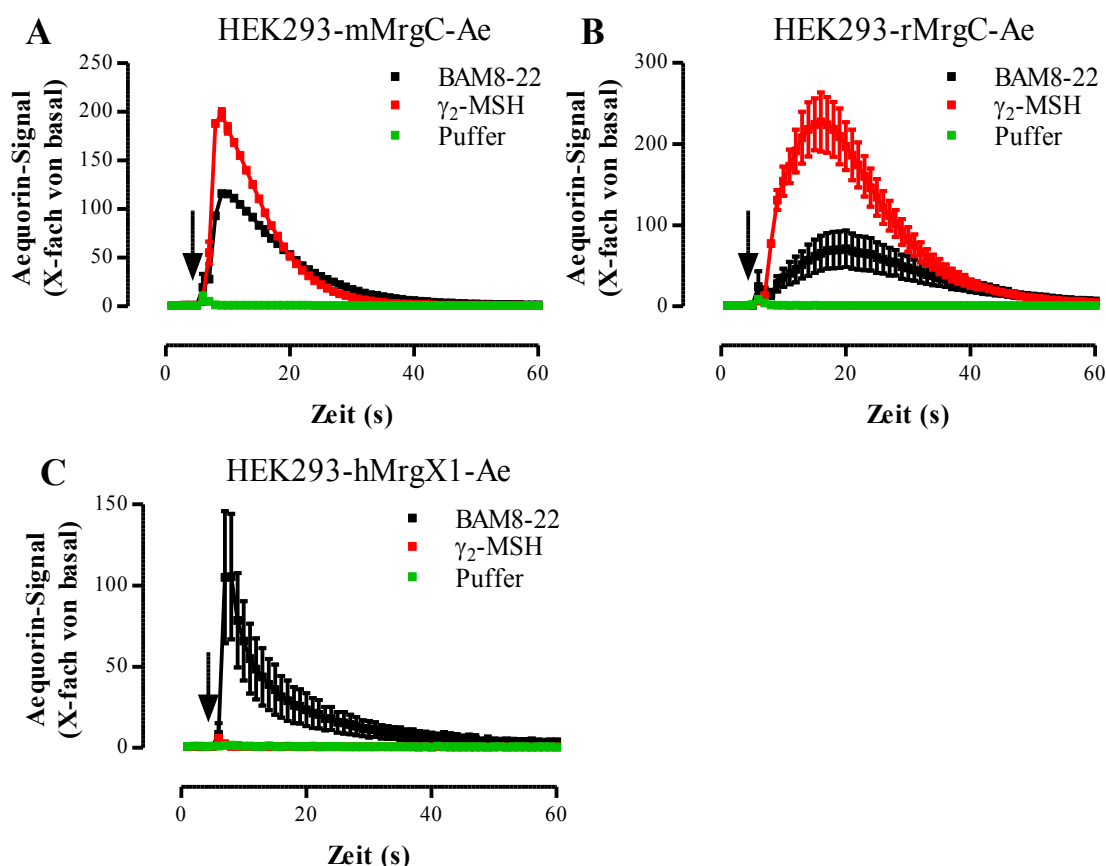 A
HEK293-mMrgC-Ae
Aequorin-Signal
(X-fach von basal)
250
200
150
100
50
0
BAM8-22
γ₂-MSH
Puffer
0 20 40 60
Zeit (s)
B
HEK293-rMrgC-Ae
Aequorin-Signal
(X-fach von basal)
300
200
100
0
BAM8-22
γ₂-MSH
Puffer
0 20 40 60
Zeit (s)
C
HEK293-hMrgX1-Ae
Aequorin-Signal
(X-fach von basal)
150
100
50
0
BAM8-22
γ₂-MSH
Puffer
0 20 40 60
Zeit (s)